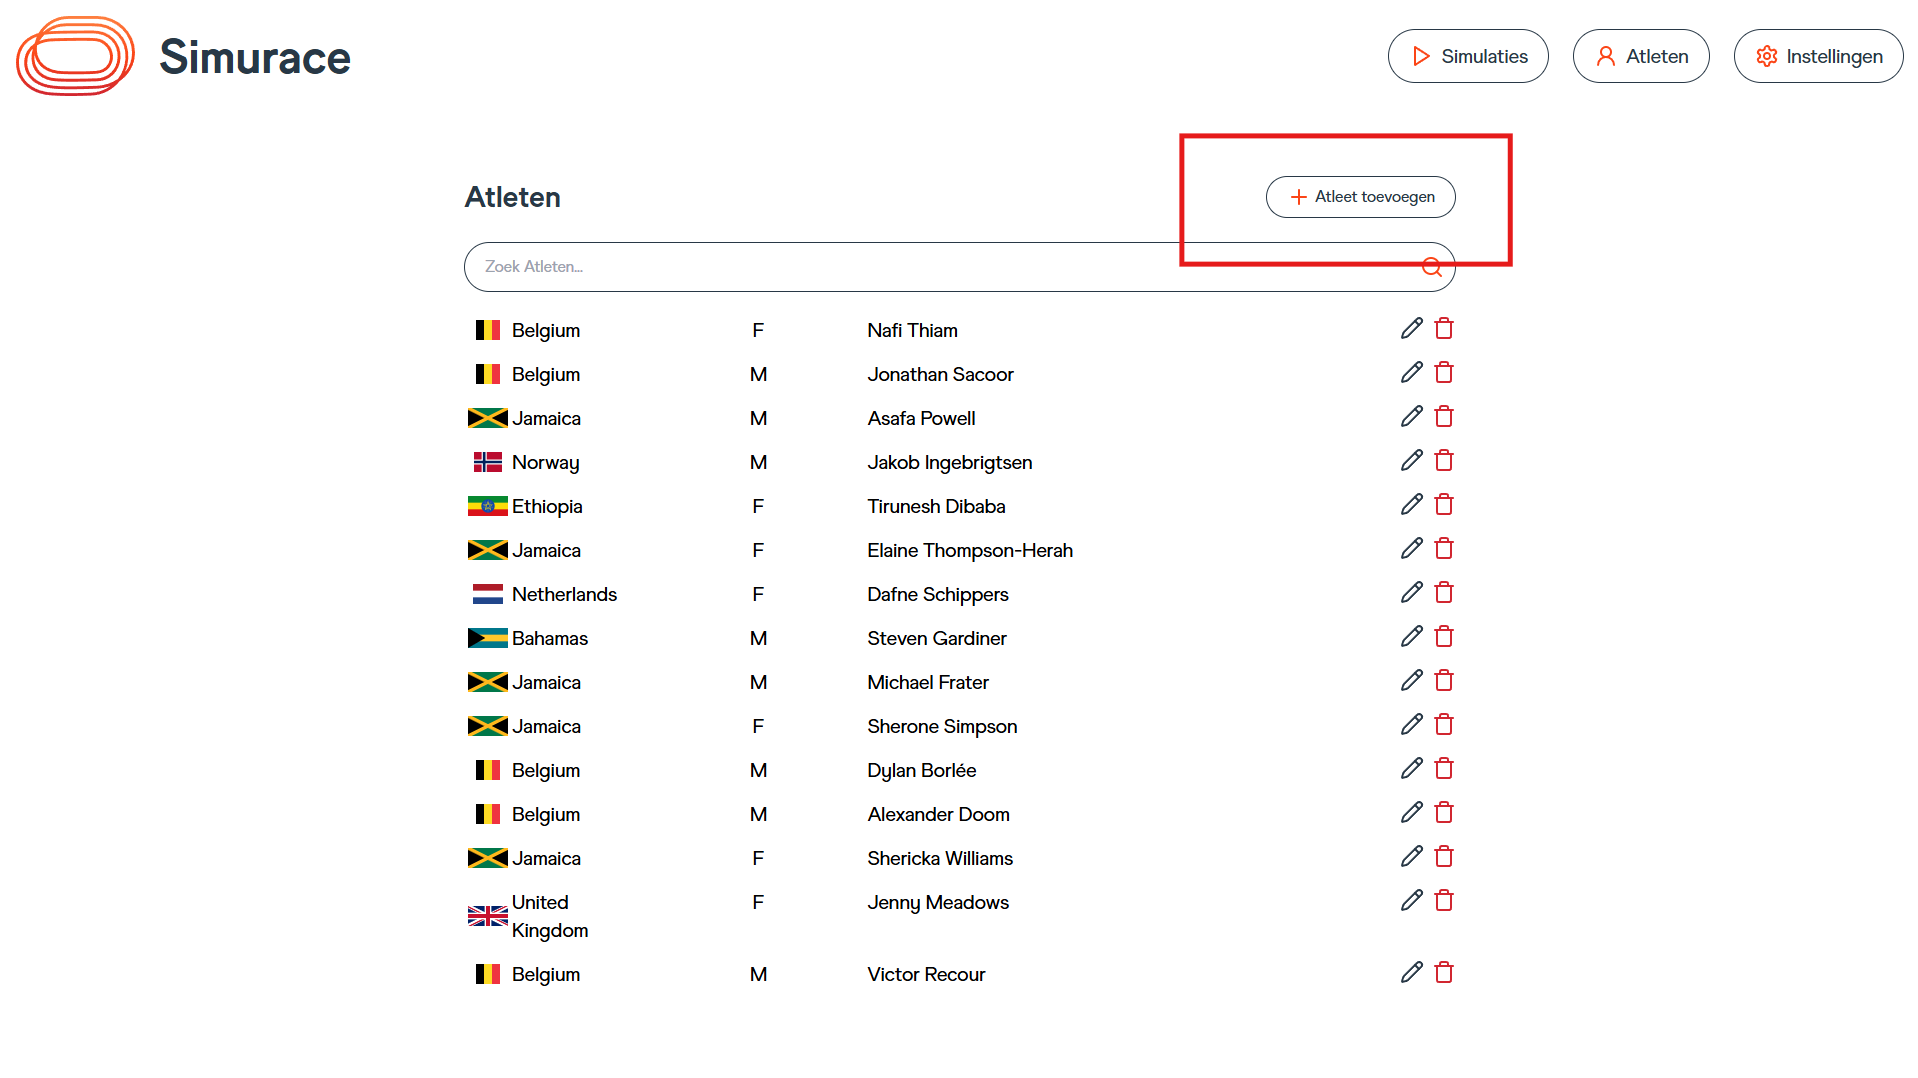 Simurace
Simulaties
Atleten
Instellingen
Atleten
Atleet toevoegen
Zoek Atleten...
Belgium F Nafi Thiam
Belgium M Jonathan Sacoor
Jamaica M Asafa Powell
Norway M Jakob Ingebrigtsen
Ethiopia F Tirunesh Dibaba
Jamaica F Elaine Thompson-Herah
Netherlands F Dafne Schippers
Bahamas M Steven Gardiner
Jamaica M Michael Frater
Jamaica F Sherone Simpson
Belgium M Dylan Borlée
Belgium M Alexander Doom
Jamaica F Shericka Williams
United F Jenny Meadows
Kingdom
Belgium M Victor Recour